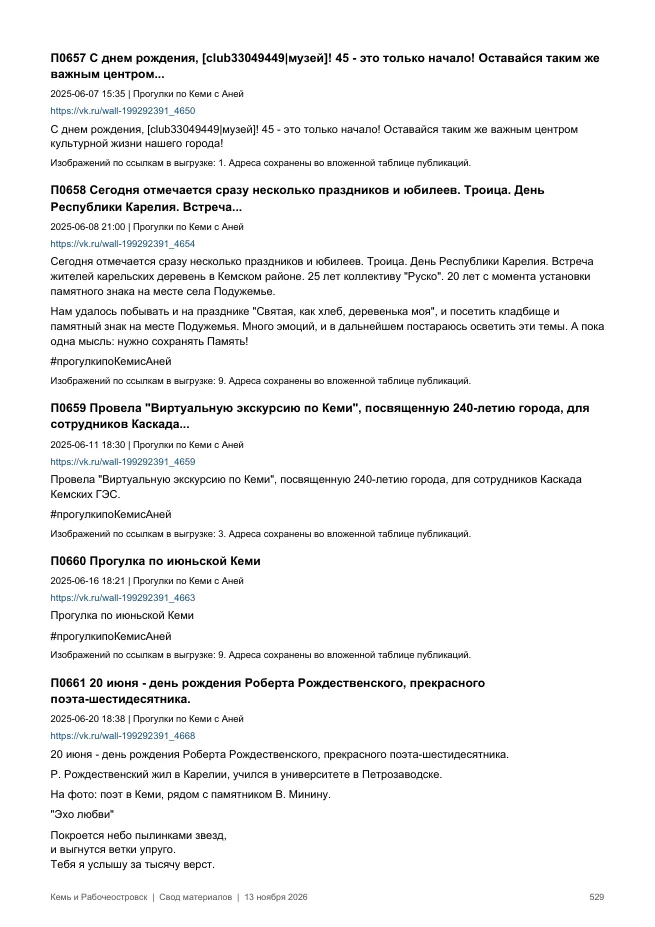 П0657 С днем рождения, [club33049449|музей]! 45 - это только начало! Оставайся таким же
важным центром...
2025-06-07 15:35 | Прогулки по Кеми с Аней
https://vk.ru/wall-199292391_4650
С днем рождения, [club33049449|музей]! 45 - это только начало! Оставайся таким же важным центром
культурной жизни нашего города!
Изображений по ссылкам в выгрузке: 1. Адреса сохранены во вложенной таблице публикаций.
П0658 Сегодня отмечается сразу несколько праздников и юбилеев. Троица. День
Республики Карелия. Встреча...
2025-06-08 21:00 | Прогулки по Кеми с Аней
https://vk.ru/wall-199292391_4654
Сегодня отмечается сразу несколько праздников и юбилеев. Троица. День Республики Карелия. Встреча
жителей карельских деревень в Кемском районе. 25 лет коллективу "Руско". 20 лет с момента установки
памятного знака на месте села Подужемье.
Нам удалось побывать и на празднике "Святая, как хлеб, деревенька моя", и посетить кладбище и
памятный знак на месте Подужемья. Много эмоций, и в дальнейшем постараюсь осветить эти темы. А пока
одна мысль: нужно сохранять Память!
#прогулкипоКемисАней
Изображений по ссылкам в выгрузке: 9. Адреса сохранены во вложенной таблице публикаций.
П0659 Провела "Виртуальную экскурсию по Кеми", посвященную 240-летию города, для
сотрудников Каскада...
2025-06-11 18:30 | Прогулки по Кеми с Аней
https://vk.ru/wall-199292391_4659
Провела "Виртуальную экскурсию по Кеми", посвященную 240-летию города, для сотрудников Каскада
Кемских ГЭС.
#прогулкипоКемисАней
Изображений по ссылкам в выгрузке: 3. Адреса сохранены во вложенной таблице публикаций.
П0660 Прогулка по июньской Кеми
2025-06-16 18:21 | Прогулки по Кеми с Аней
https://vk.ru/wall-199292391_4663
Прогулка по июньской Кеми
#прогулкипоКемисАней
Изображений по ссылкам в выгрузке: 9. Адреса сохранены во вложенной таблице публикаций.
П0661 20 июня - день рождения Роберта Рождественского, прекрасного
поэта-шестидесятника.
2025-06-20 18:38 | Прогулки по Кеми с Аней
https://vk.ru/wall-199292391_4668
20 июня - день рождения Роберта Рождественского, прекрасного поэта-шестидесятника.
Р. Рождественский жил в Карелии, учился в университете в Петрозаводске.
На фото: поэт в Кеми, рядом с памятником В. Минину.
"Эхо любви"
Покроется небо пылинками звезд,
и выгнутся ветки упруго.
Тебя я услышу за тысячу верст.
Кемь и Рабочеостровск | Свод материалов | 13 ноября 2026
529